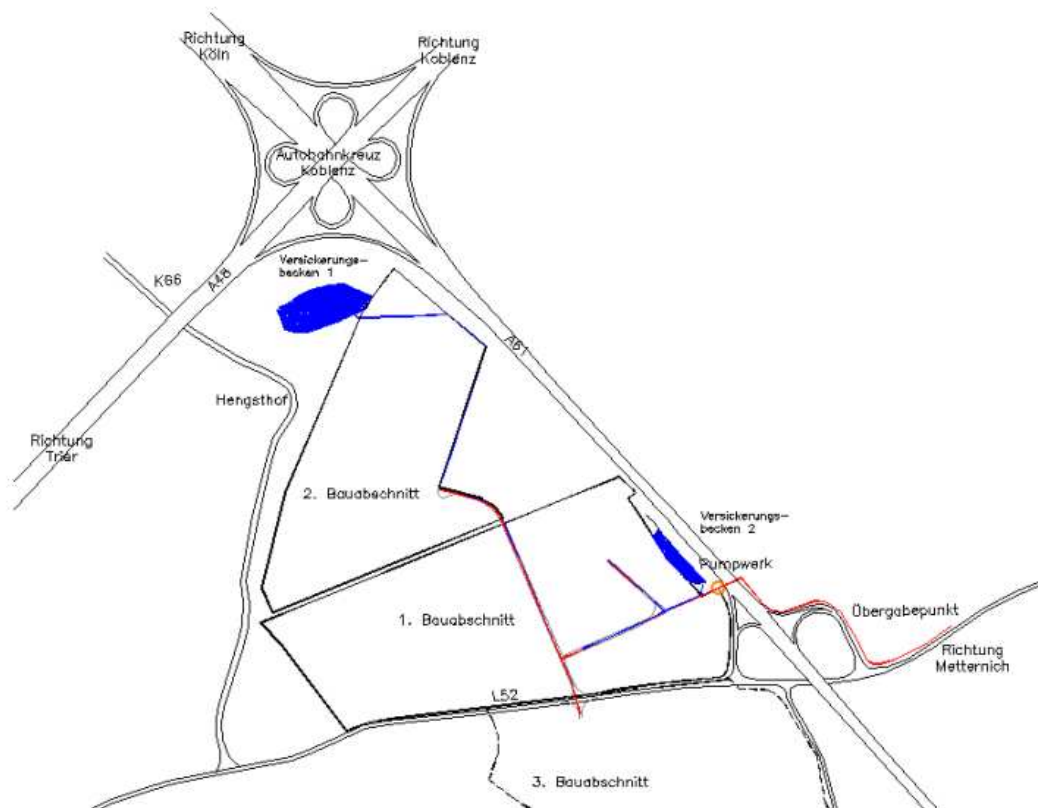 Richtung
Köln
Richtung
Koblenz
Autobahnkreuz
Koblenz
Versickerungs-
becken 1
K66
A48
A61
Hengsthof
Richtung
Trier
2. Bauabschnitt
Versickerungs-
becken 2
Pumpwerk
1. Bauabschnitt
Übergabepunkt
Richtung
Metternich
L52
3. Bauabschnitt